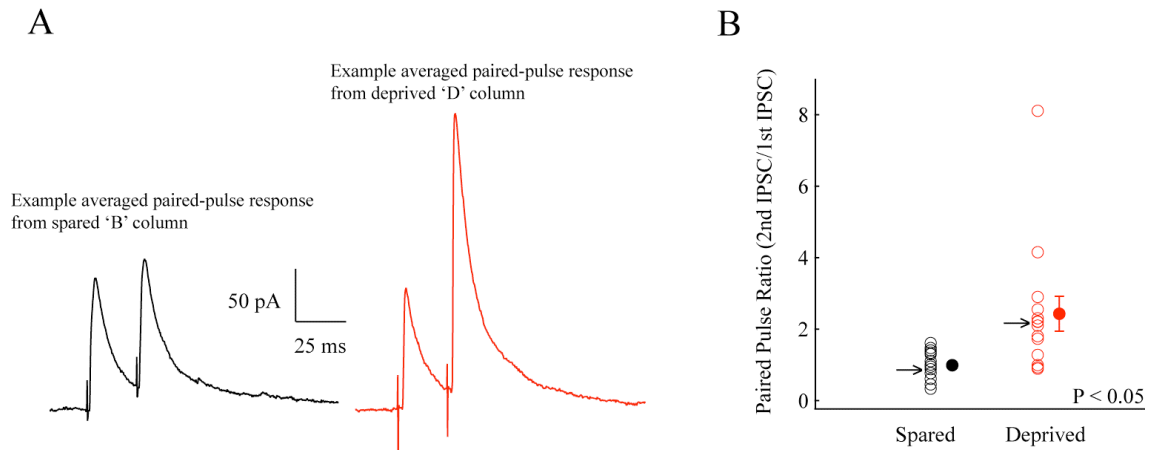 A
Example averaged paired-pulse response
from spared ‘B’ column
Example averaged paired-pulse response
from deprived ‘D’ column
50 pA
25 ms
B
Paired Pulse Ratio (2nd IPSC/1st IPSC)
8
6
4
2
0
P < 0.05
Spared
Deprived